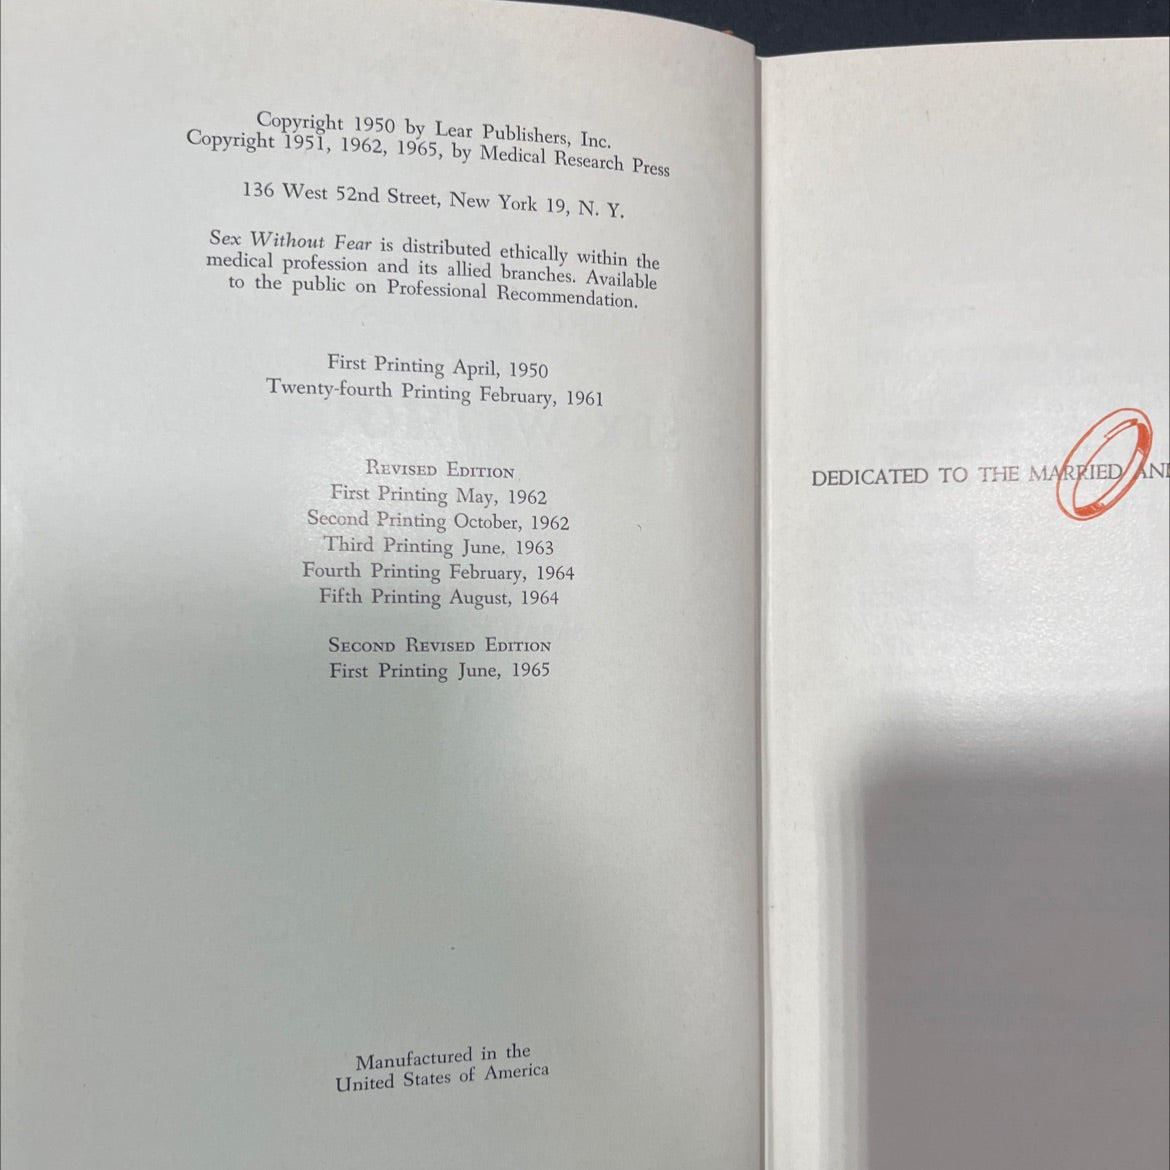 Copyright 1950 by Lear Publishers, Inc.
Copyright 1951, 1962, 1965, by Medical Research Press
136 West 52nd Street, New York 19, N. Y.
Sex Without Fear is distributed ethically within the
medical profession and its allied branches. Available
to the public on Professional Recommendation.
First Printing April, 1950
Twenty-fourth Printing February, 1961
REVISED EDITION
First Printing May, 1962
Second Printing October, 1962
Third Printing June, 1963
Fourth Printing February, 1964
Fifth Printing August, 1964
SECOND REVISED EDITION
First Printing June, 1965
Manufactured in the
United States of America
DEDICATED TO THE MARRIED